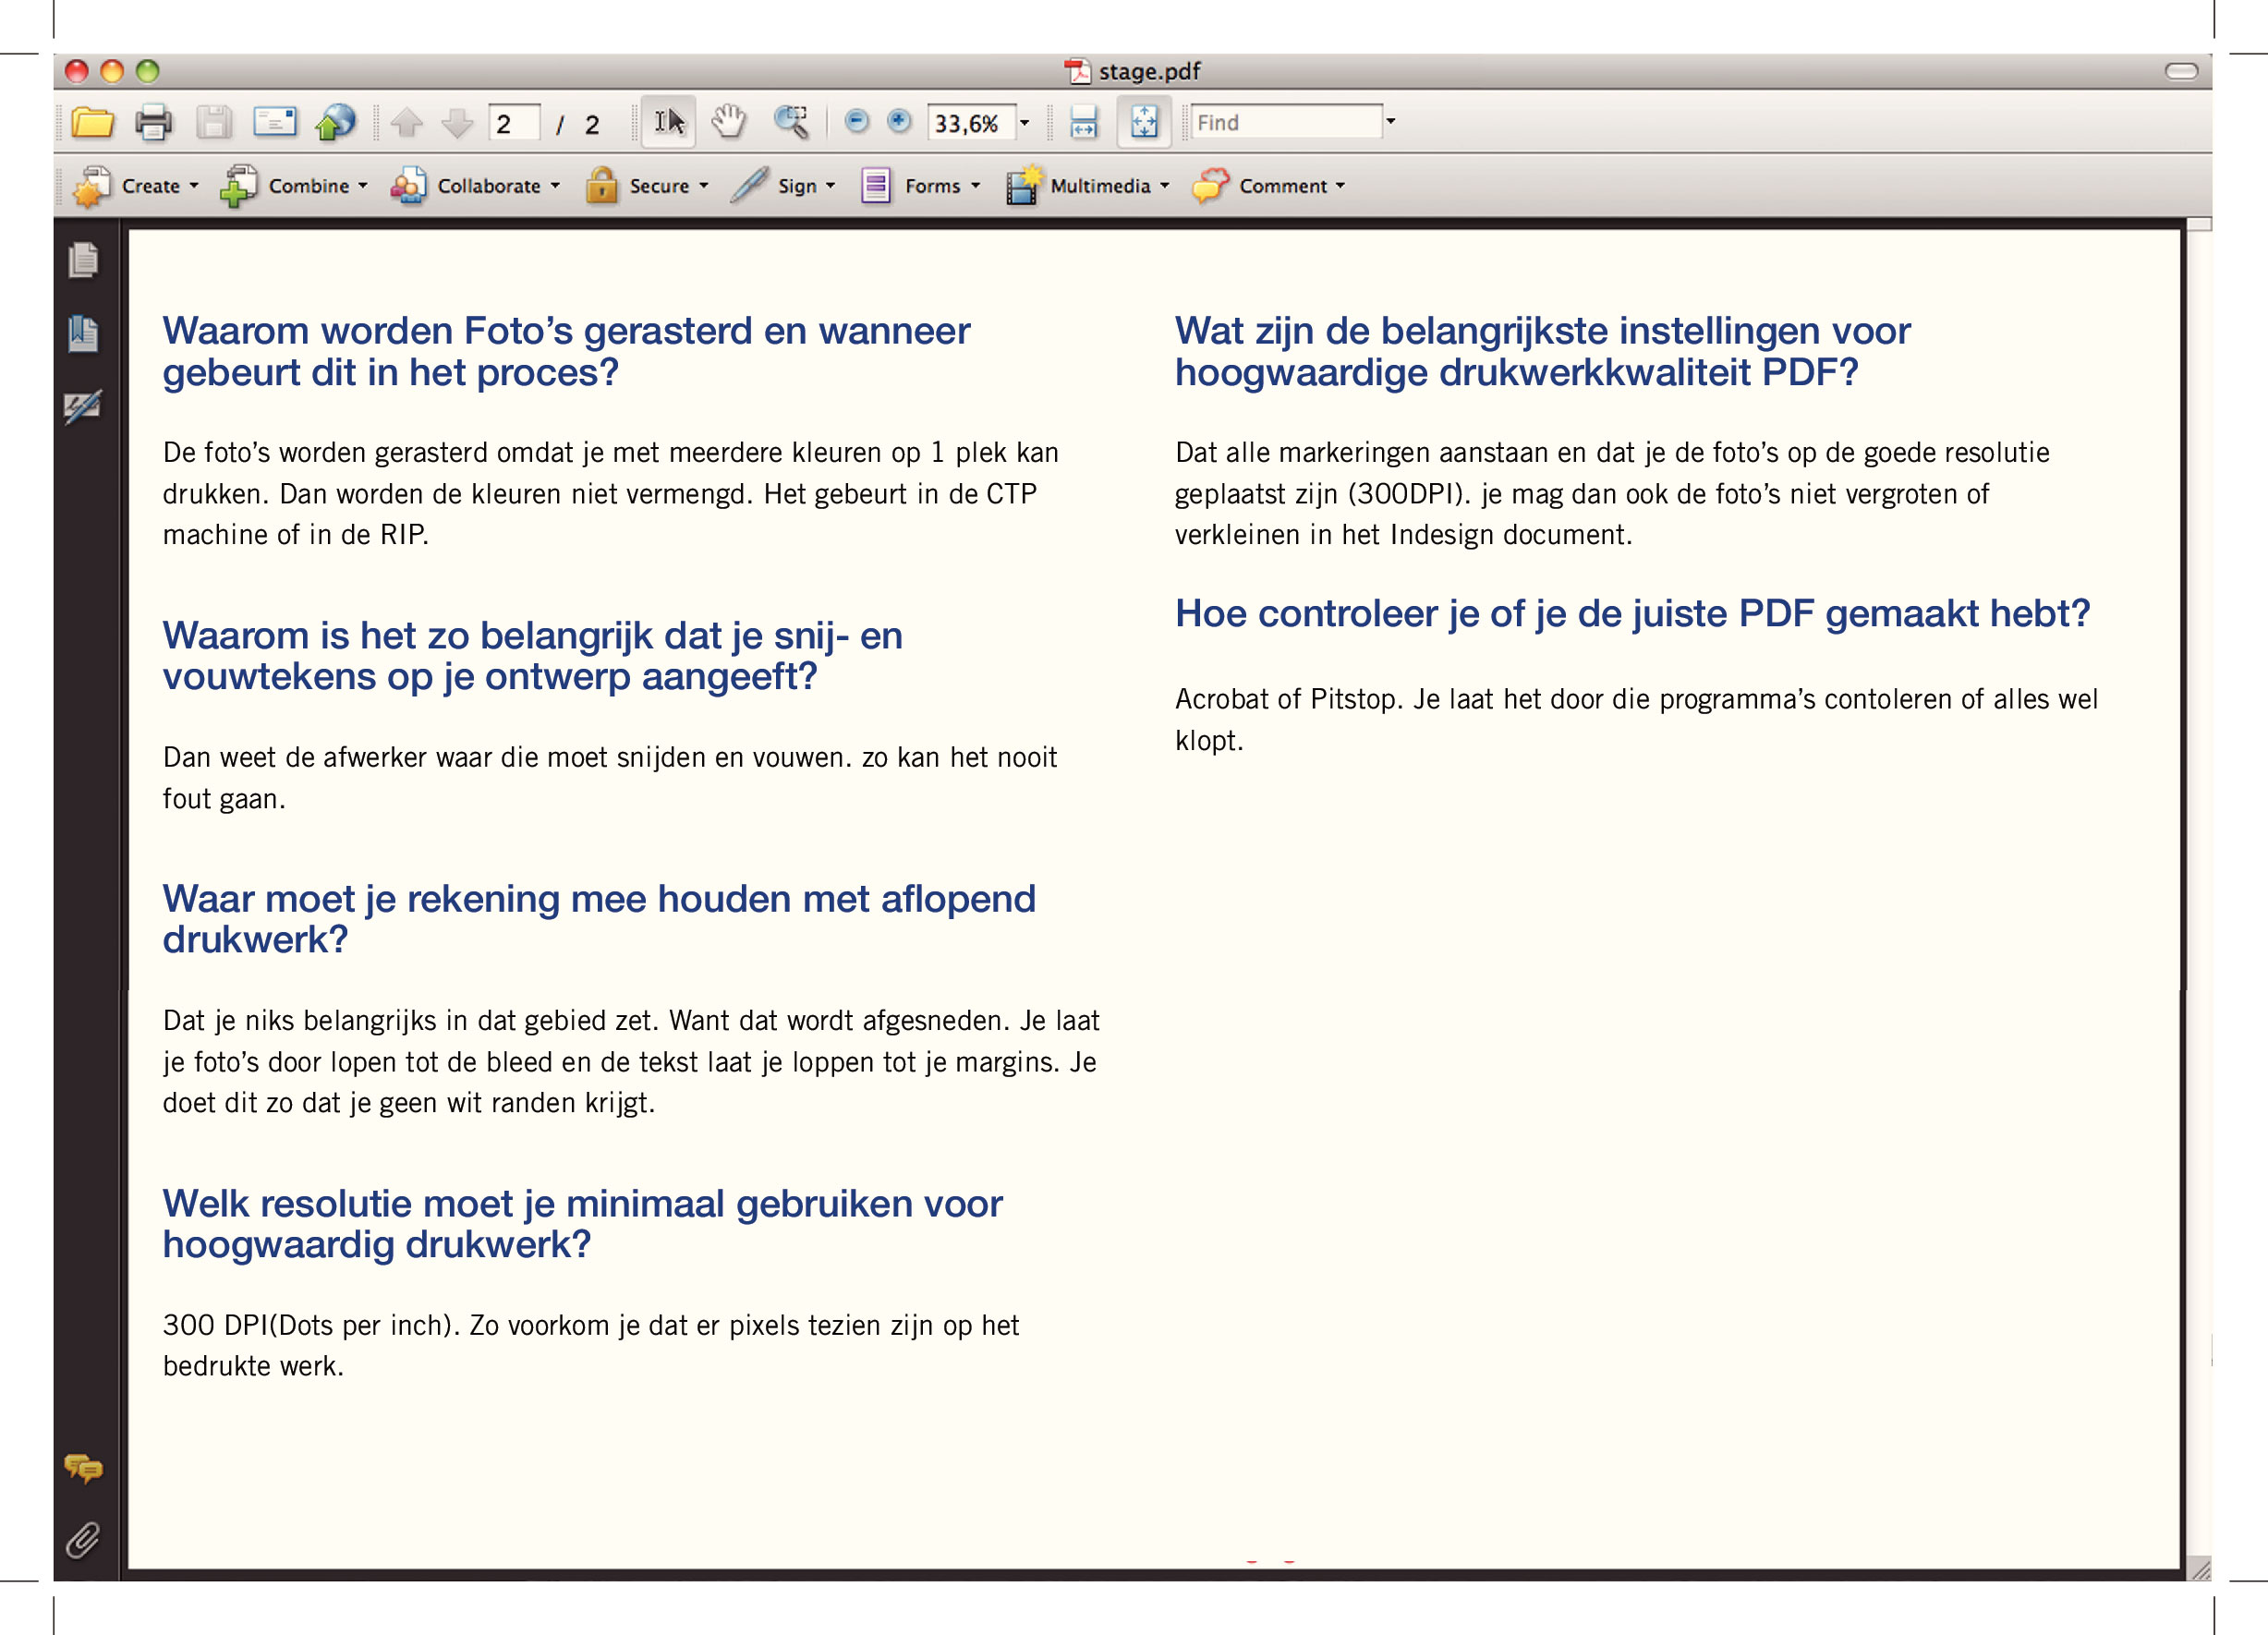 stage.pdf
2 / 2 33,6% Find
Create Combine Collaborate Secure Sign Forms Multimedia Comment
Waarom worden Foto’s gerasterd en wanneer
gebeurt dit in het proces?
De foto’s worden gerasterd omdat je met meerdere kleuren op 1 plek kan
drukken. Dan worden de kleuren niet vermengd. Het gebeurt in de CTP
machine of in de RIP.
Waarom is het zo belangrijk dat je snij- en
vouwtekens op je ontwerp aangeeft?
Dan weet de afwerker waar die moet snijden en vouwen. zo kan het nooit
fout gaan.
Waar moet je rekening mee houden met aflopend
drukwerk?
Dat je niks belangrijks in dat gebied zet. Want dat wordt afgesneden. Je laat
je foto’s door lopen tot de bleed en de tekst laat je loppen tot je margins. Je
doet dit zo dat je geen wit randen krijgt.
Welk resolutie moet je minimaal gebruiken voor
hoogwaardig drukwerk?
300 DPI(Dots per inch). Zo voorkom je dat er pixels tezien zijn op het
bedrukte werk.
Wat zijn de belangrijkste instellingen voor
hoogwaardige drukwerkkwaliteit PDF?
Dat alle markeringen aanstaan en dat je de foto’s op de goede resolutie
geplaatst zijn (300DPI). je mag dan ook de foto’s niet vergroten of
verkleinen in het Indesign document.
Hoe controleer je of je de juiste PDF gemaakt hebt?
Acrobat of Pitstop. Je laat het door die programma’s contoleren of alles wel
klopt.